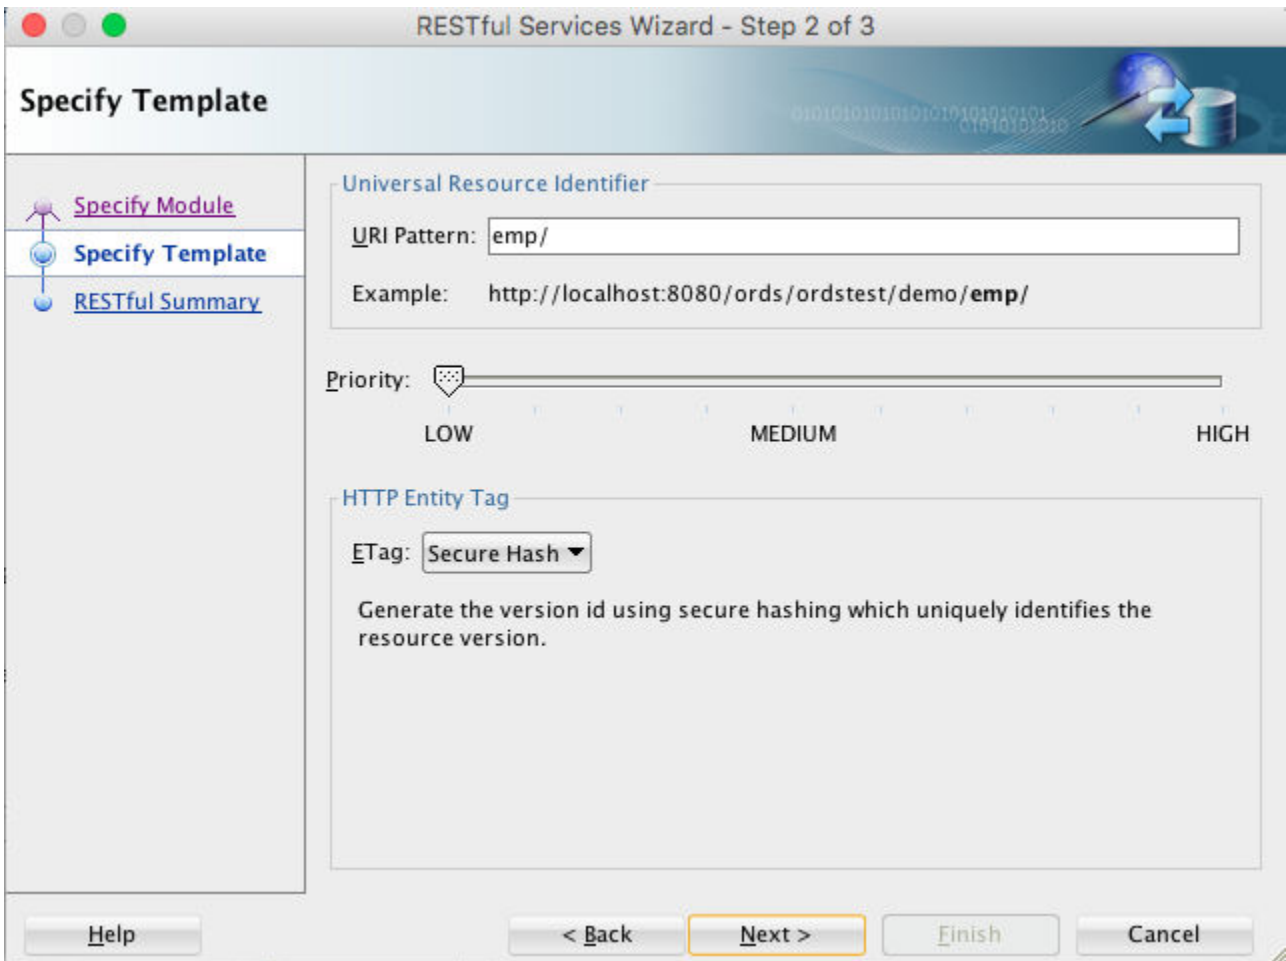 RESTful Services Wizard - Step 2 of 3
Specify Template
Specify Module
Specify Template
RESTful Summary
Universal Resource Identifier
URI Pattern: emp/
Example: http://localhost:8080/ords/ordstest/demo/emp/
Priority:
LOW MEDIUM HIGH
HTTP Entity Tag
ETag: Secure Hash
Generate the version id using secure hashing which uniquely identifies the
resource version.
Help < Back Next > Finish Cancel